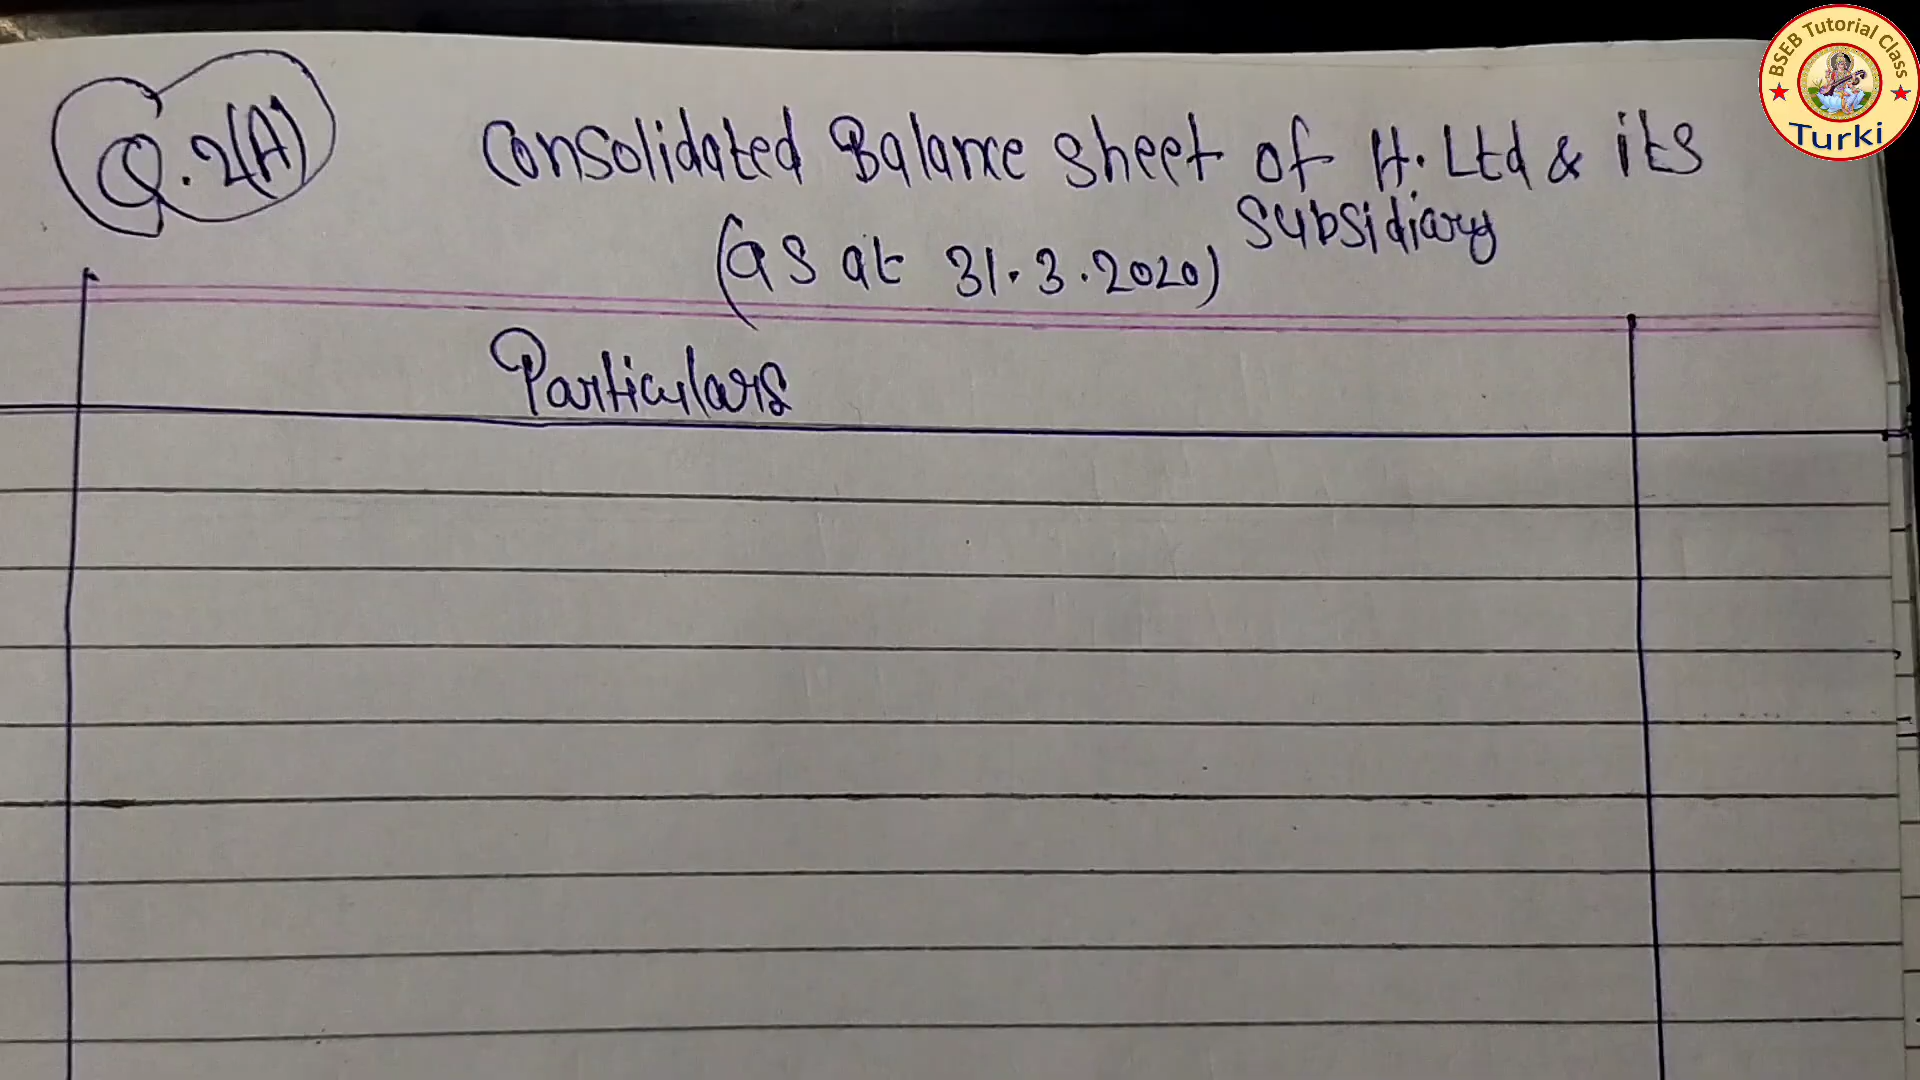 Q.2(A)
Consolidated Balance Sheet of H. Ltd & its
Subsidiary
(as at 31.3.2020)
Particulars
BSEB Tutorial Class
Turki